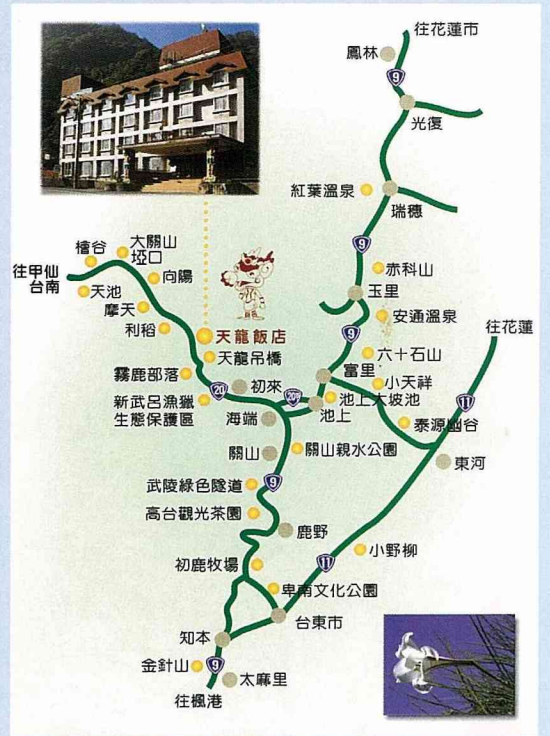 往花蓮市
鳳林
9
光復
紅葉溫泉
瑞穗
9
赤科山
玉里
安通溫泉
往花蓮
大關山
埡口
檜谷
往甲仙
台南
向陽
天池
摩天
利稻
天龍飯店
天龍吊橋
霧鹿部落
9
六十石山
富里
小天祥
20
初來
20甲
池上大坡池
11
新武呂漁獵
生態保護區
海端
池上
泰源幽谷
關山
關山親水公園
東河
武陵綠色隧道
9
高台觀光茶園
鹿野
小野柳
11
初鹿牧場
卑南文化公園
台東市
知本
金針山
9
太麻里
往楓港